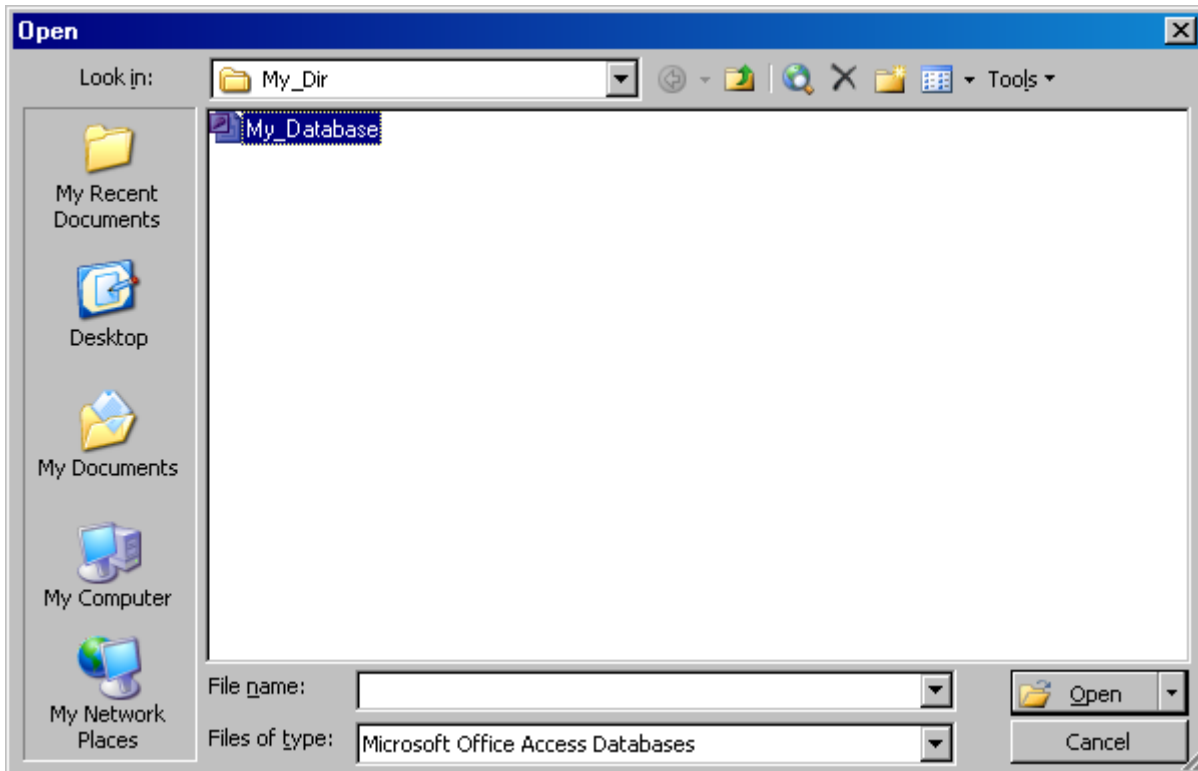 Open
Look in:
My_Dir
Tools
My_Database
My Recent
Documents
Desktop
My Documents
My Computer
My Network
Places
File name:
Open
Files of type:
Microsoft Office Access Databases
Cancel